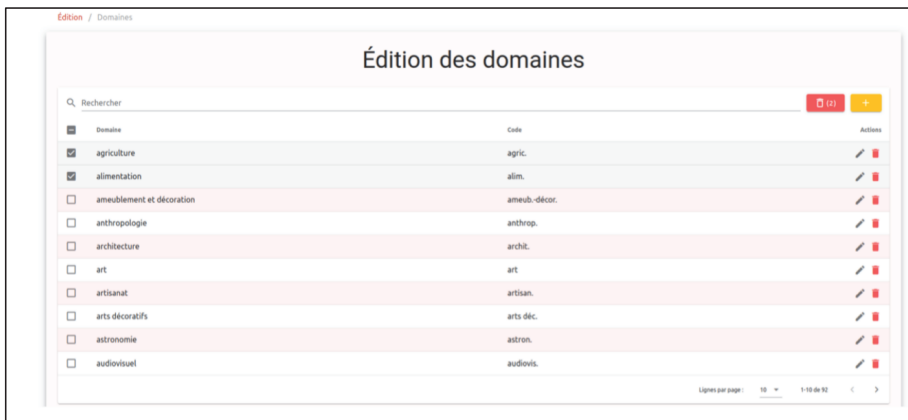 Édition / Domaines
Édition des domaines
Rechercher (2) +
Domaine Code Actions
agriculture agric.
alimentation alim.
ameublement et décoration ameub.-décor.
anthropologie anthrop.
architecture archit.
art art
artisanat artisan.
arts décoratifs arts déc.
astronomie astron.
audiovisuel audiovis.
Lignes par page : 10 1-10 de 92